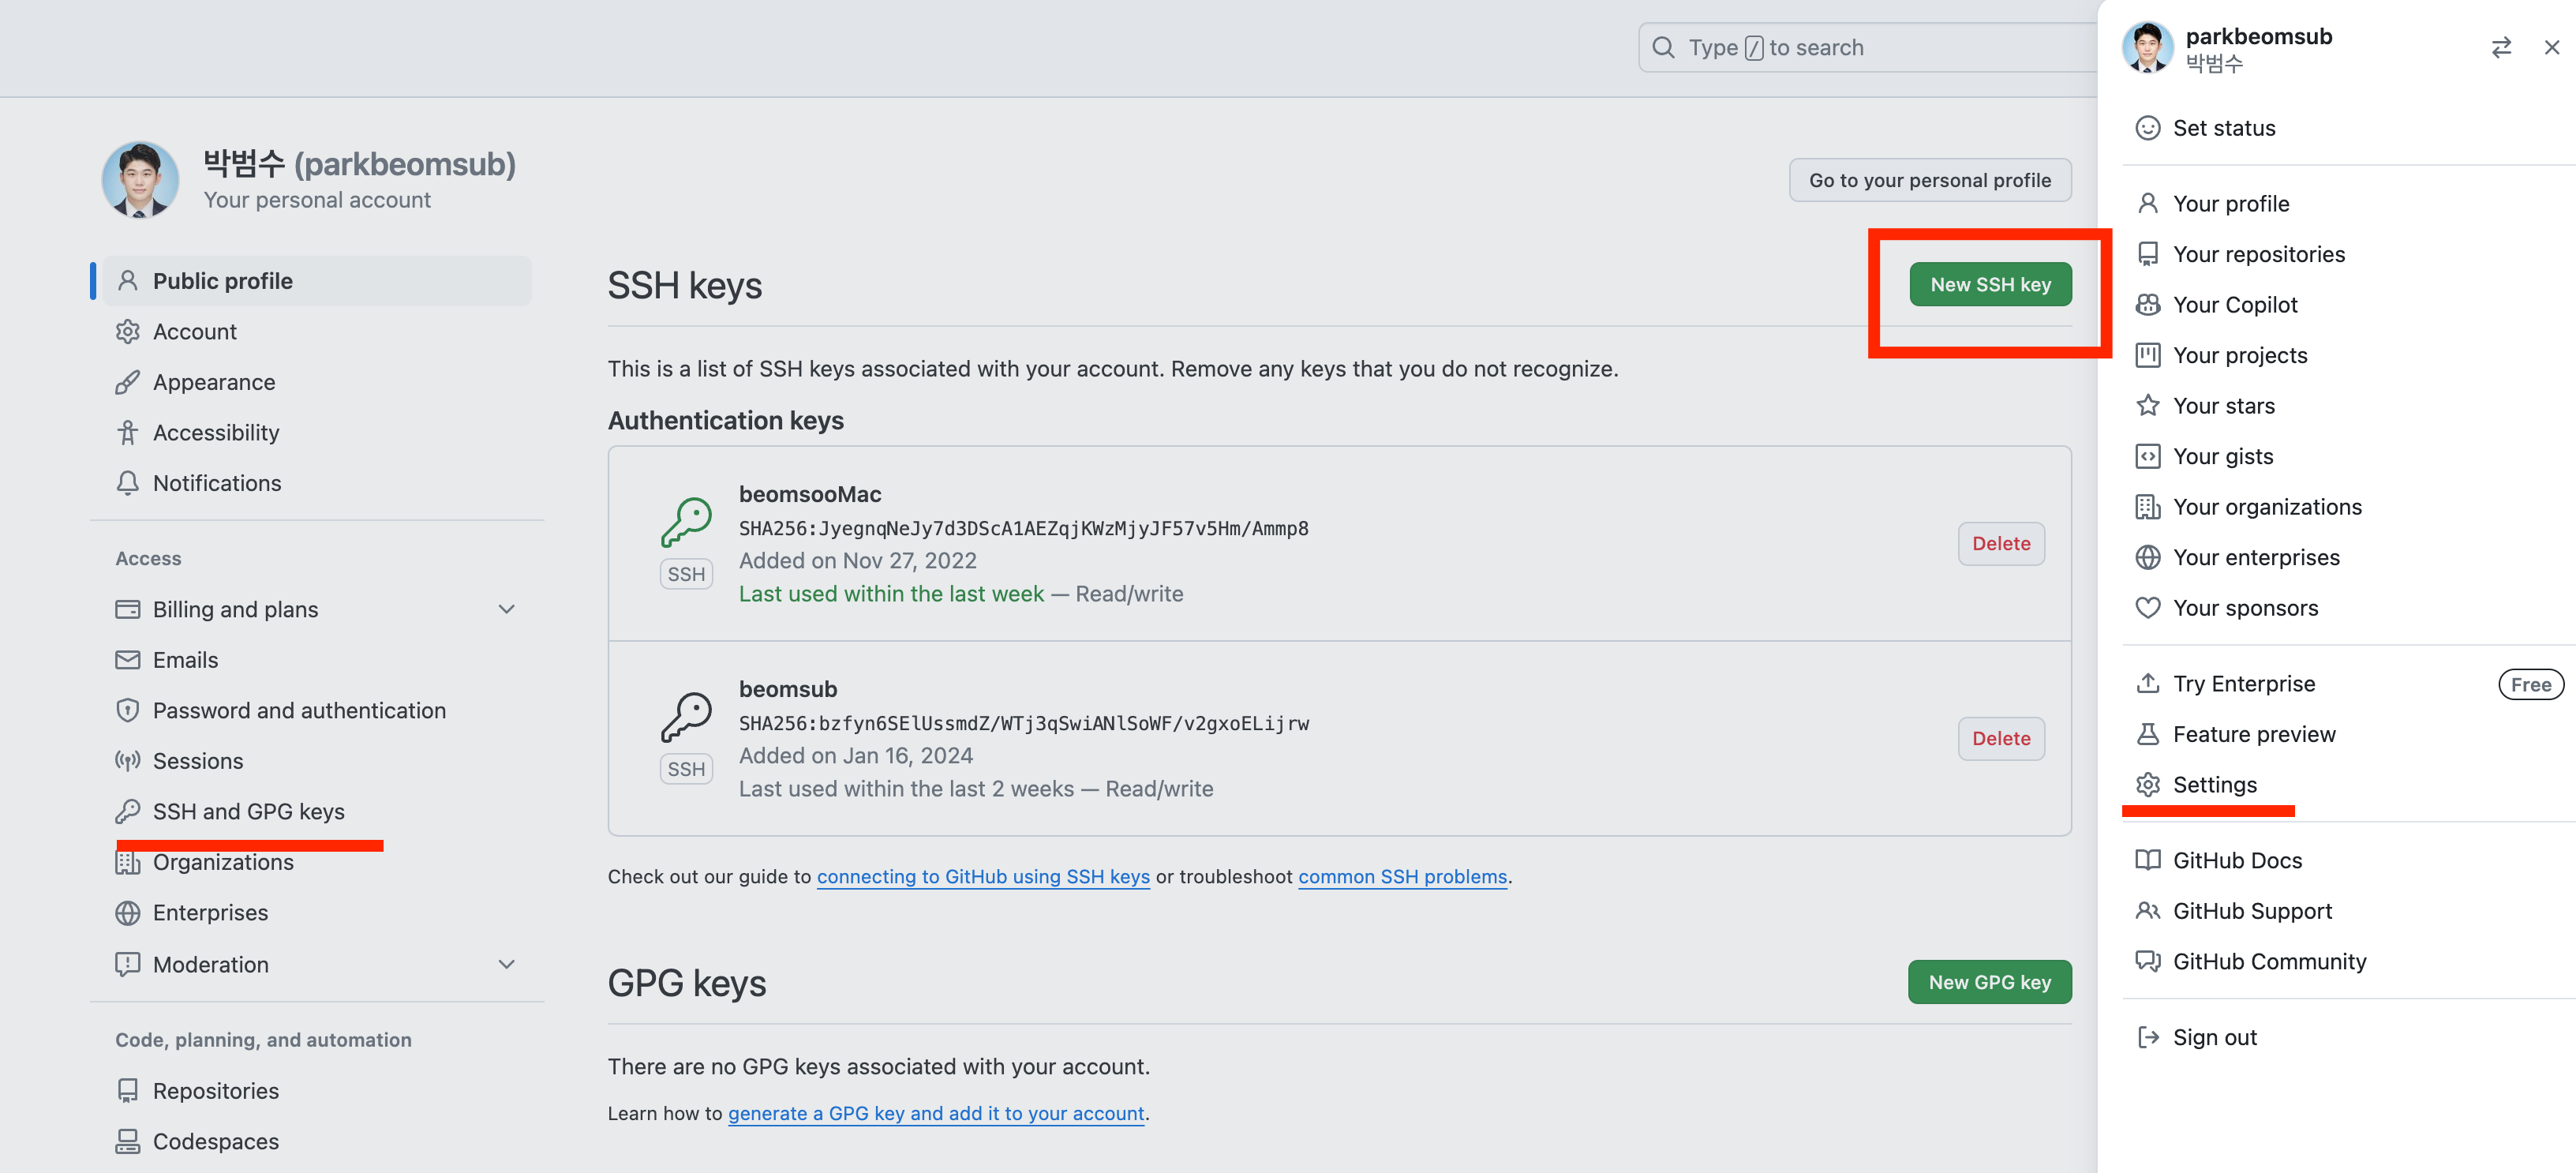 Type / to search
parkbeomsub
박범수
Set status
Your profile
Your repositories
Your Copilot
Your projects
Your stars
Your gists
Your organizations
Your enterprises
Your sponsors
Try Enterprise
Free
Feature preview
Settings
GitHub Docs
GitHub Support
GitHub Community
Sign out
박범수 (parkbeomsub)
Your personal account
Go to your personal profile
Public profile
Account
Appearance
Accessibility
Notifications
Access
Billing and plans
Emails
Password and authentication
Sessions
SSH and GPG keys
Organizations
Enterprises
Moderation
Code, planning, and automation
Repositories
Codespaces
SSH keys
New SSH key
This is a list of SSH keys associated with your account. Remove any keys that you do not recognize.
Authentication keys
beomsooMac
SHA256:JyegnqNeJy7d3DScA1AEZqjKWzMjyJF57v5Hm/Ammp8
Added on Nov 27, 2022
Last used within the last week — Read/write
SSH
Delete
beomsub
SHA256:bzfyn6SElUssmdZ/WTj3qSwiANlSoWF/v2gxoELijrw
Added on Jan 16, 2024
Last used within the last 2 weeks — Read/write
SSH
Delete
Check out our guide to connecting to GitHub using SSH keys or troubleshoot common SSH problems.
GPG keys
New GPG key
There are no GPG keys associated with your account.
Learn how to generate a GPG key and add it to your account.